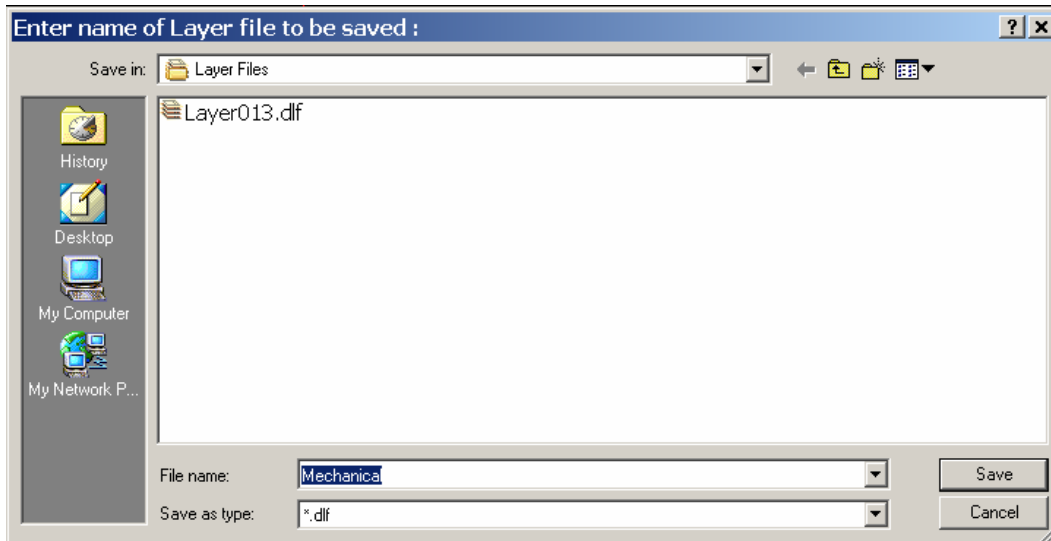 Enter name of Layer file to be saved :
Save in: Layer Files
Layer013.dlf
History
Desktop
My Computer
My Network P...
File name: Mechanical Save
Save as type: *.dlf Cancel